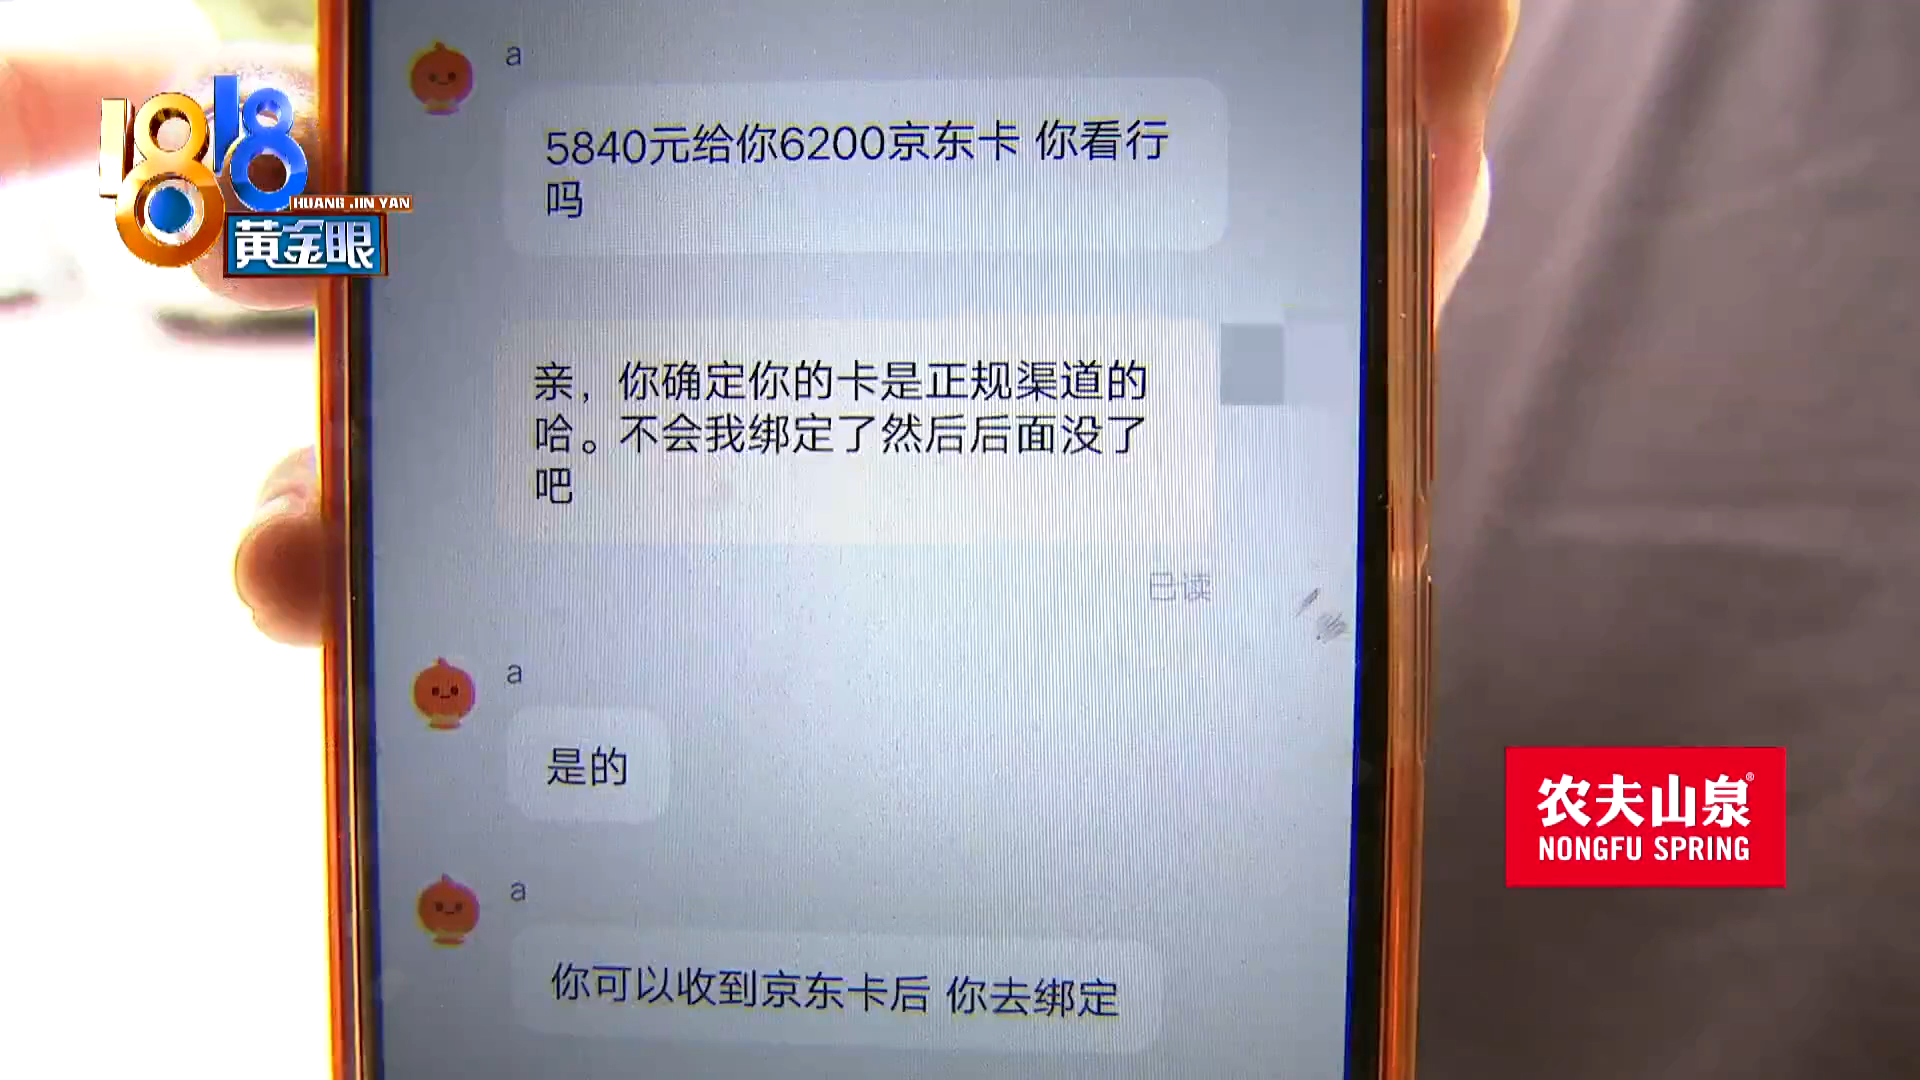 1818
HUANG JIN YAN
黄金眼
a
5840元给你6200京东卡 你看行
吗
亲，你确定你的卡是正规渠道的
哈。不会我绑定了然后后面没了
吧
已读
a
是的
a
你可以收到京东卡后 你去绑定
农夫山泉®
NONGFU SPRING